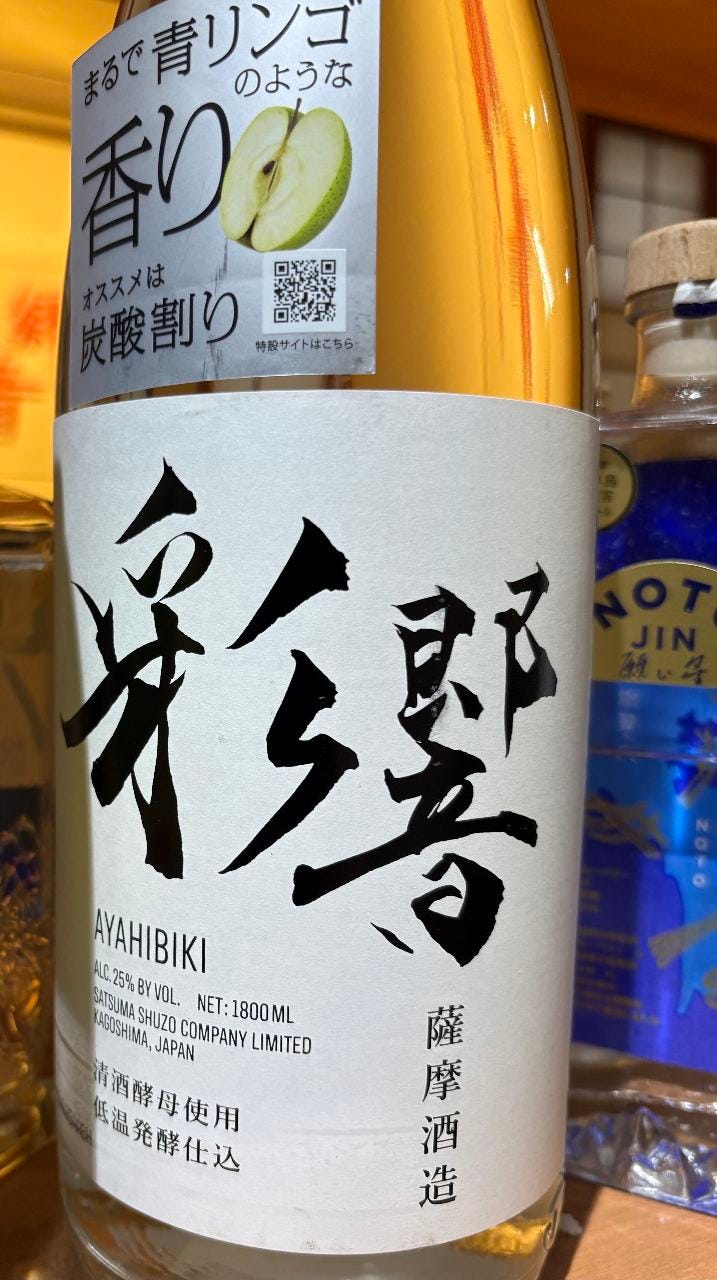 まるで青リンゴ
のような
香り
オススメは
炭酸割り
特設サイトはこちら
彩響
AYAHIBIKI
ALC. 25% BY VOL. NET: 1800 ML
SATSUMA SHUZO COMPANY LIMITED
KAGOSHIMA, JAPAN
清酒酵母使用
低温発酵仕込
薩摩酒造
NOTO
JIN
NOTO